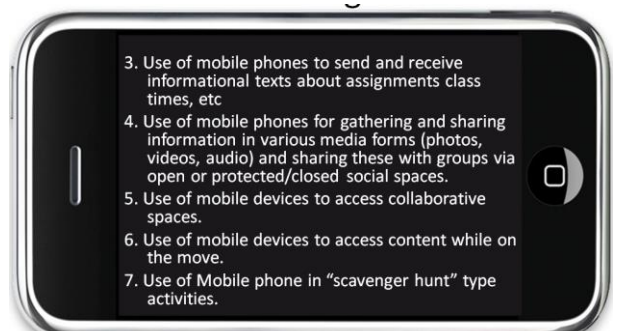 3. Use of mobile phones to send and receive
informational texts about assignments class
times, etc
4. Use of mobile phones for gathering and sharing
information in various media forms (photos,
videos, audio) and sharing these with groups via
open or protected/closed social spaces.
5. Use of mobile devices to access collaborative
spaces.
6. Use of mobile devices to access content while on
the move.
7. Use of Mobile phone in “scavenger hunt” type
activities.